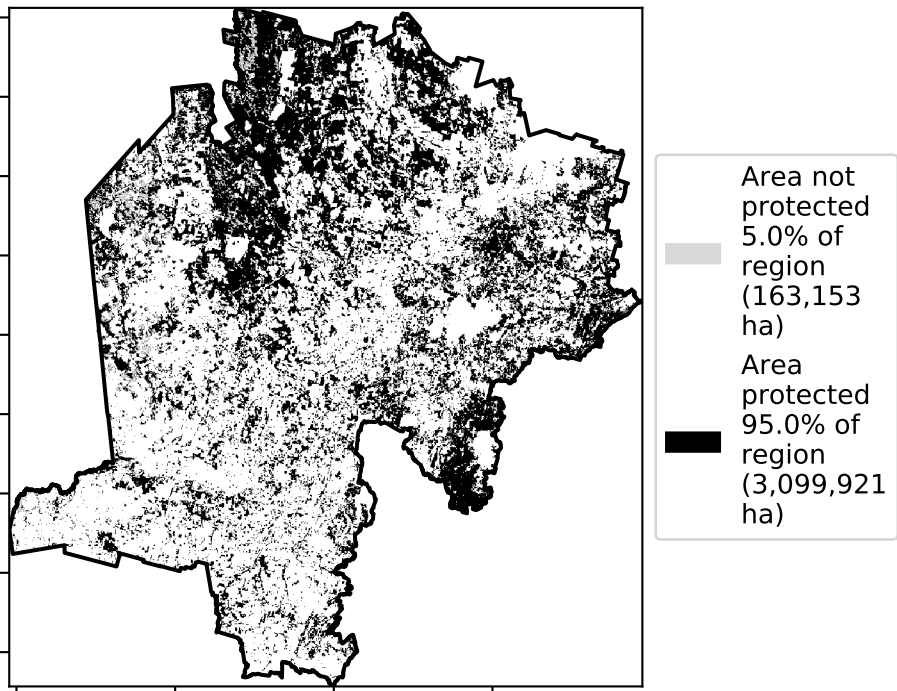 Area not
protected
5.0% of
region
(163,153
ha)
Area
protected
95.0% of
region
(3,099,921
ha)